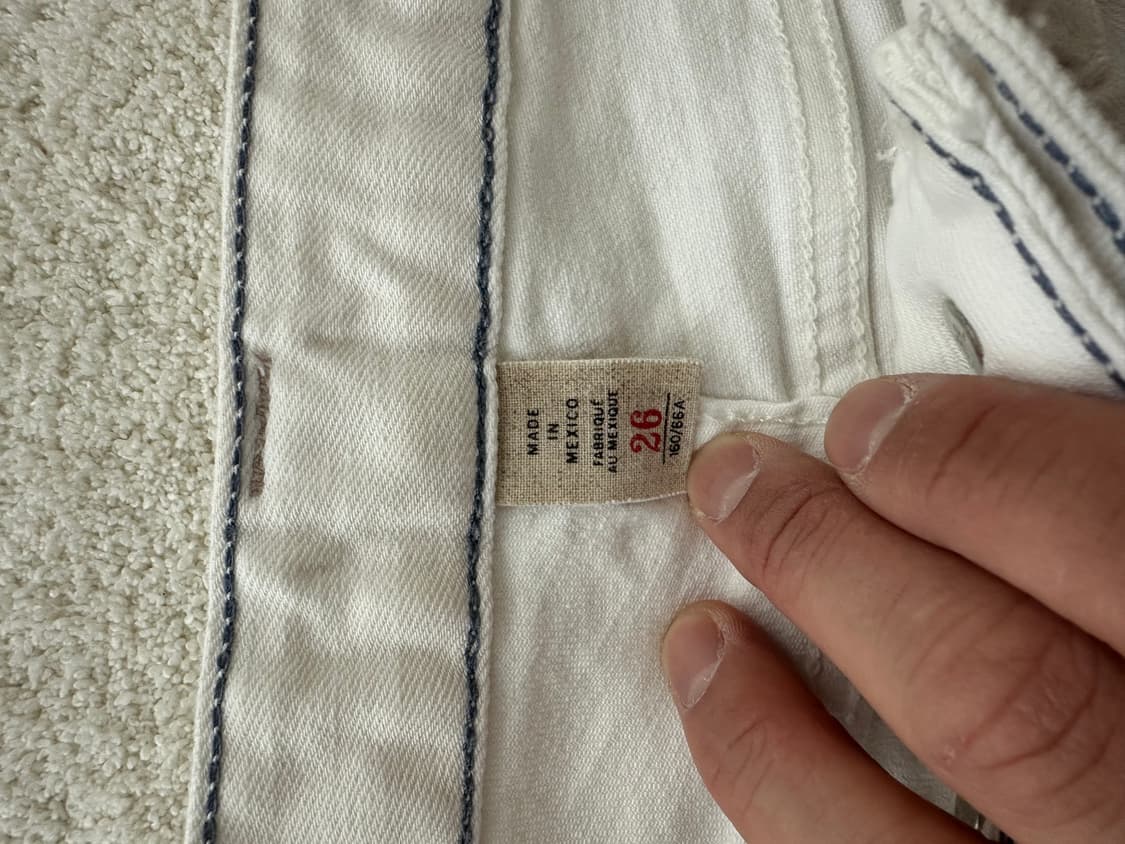 MADE
IN
MEXICO
FABRIQUÉ
AU MEXIQUE
26
160/66A